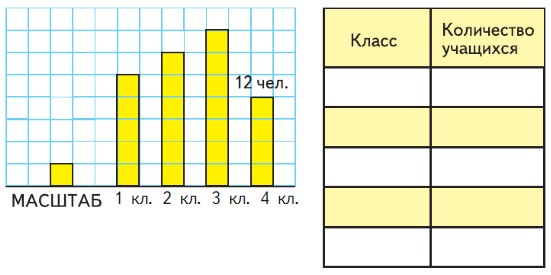 12 чел.
МАСШТАБ 1 кл. 2 кл. 3 кл. 4 кл.
Класс
Количество
учащихся